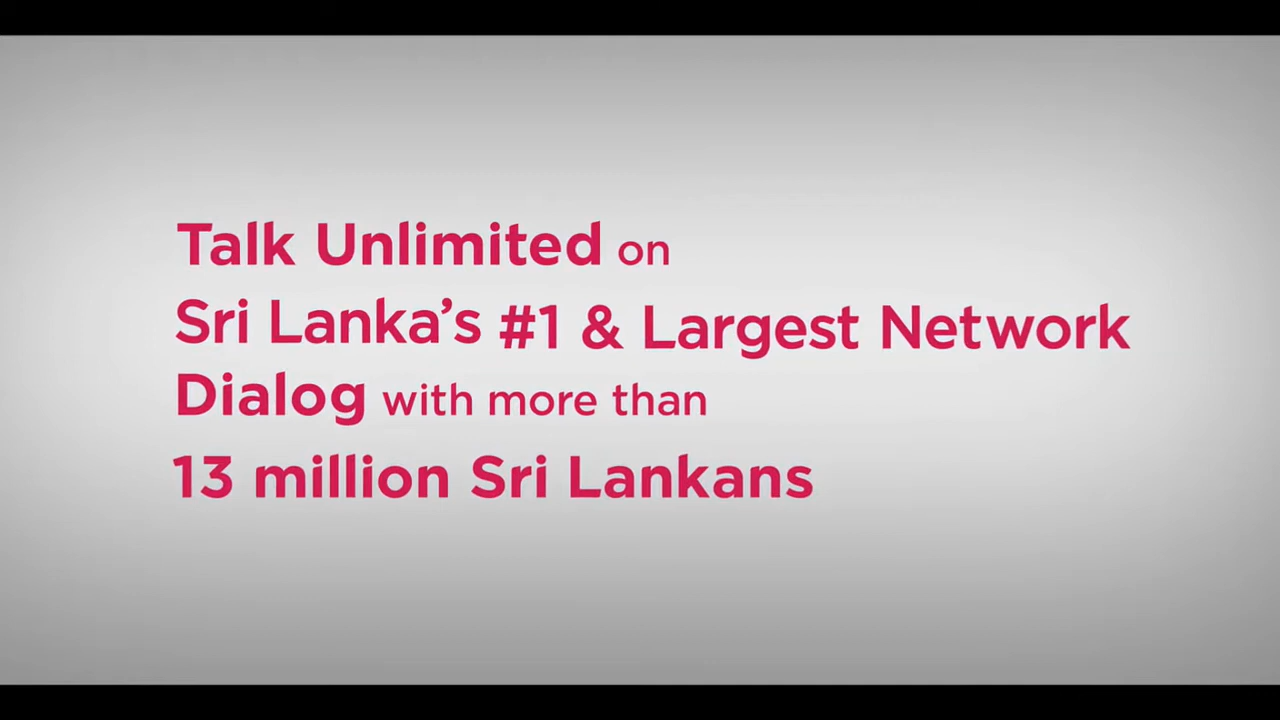 Talk Unlimited on
Sri Lanka’s #1 & Largest Network
Dialog with more than
13 million Sri Lankans